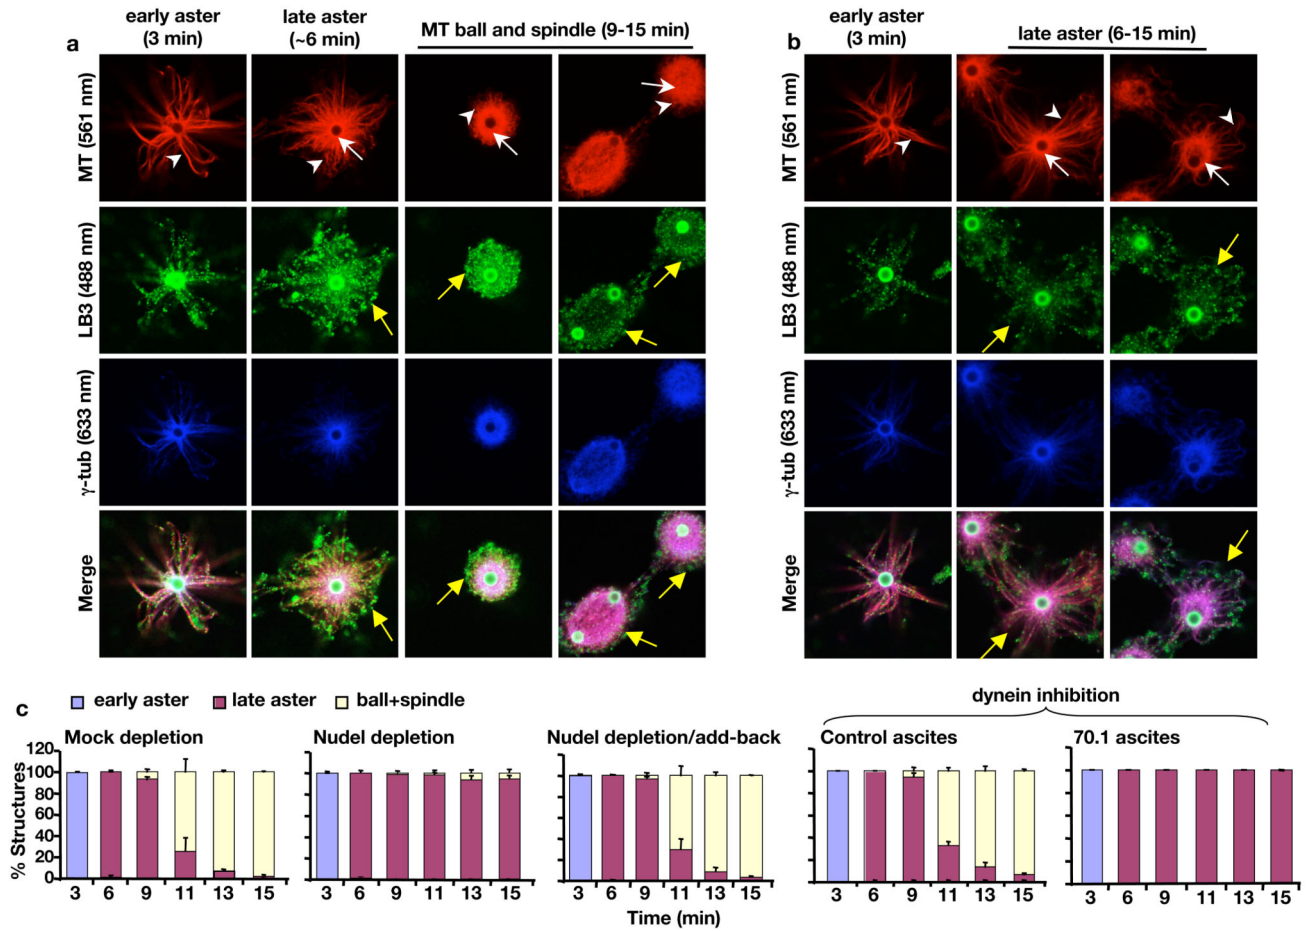 a
early aster
(3 min)
late aster
(~6 min)
MT ball and spindle (9-15 min)
MT (561 nm)
LB3 (488 nm)
γ-tub (633 nm)
Merge
b
early aster
(3 min)
late aster (6-15 min)
MT (561 nm)
LB3 (488 nm)
γ-tub (633 nm)
Merge
c
early aster
late aster
ball+spindle
dynein inhibition
Mock depletion
Nudel depletion
Nudel depletion/add-back
Control ascites
70.1 ascites
% Structures
120
100
80
60
40
20
0
3 6 9 11 13 15
3 6 9 11 13 15
3 6 9 11 13 15
3 6 9 11 13 15
3 6 9 11 13 15
Time (min)